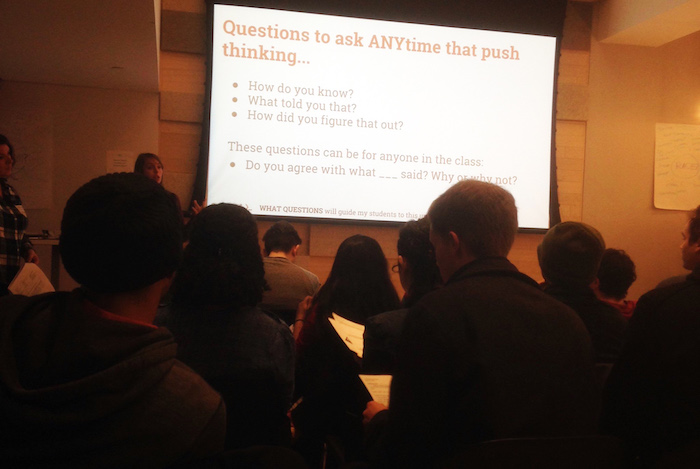 Questions to ask ANYtime that push
thinking...
● How do you know?
● What told you that?
● How did you figure that out?
These questions can be for anyone in the class:
● Do you agree with what ___ said? Why or why not?
WHAT QUESTIONS will guide my students to this